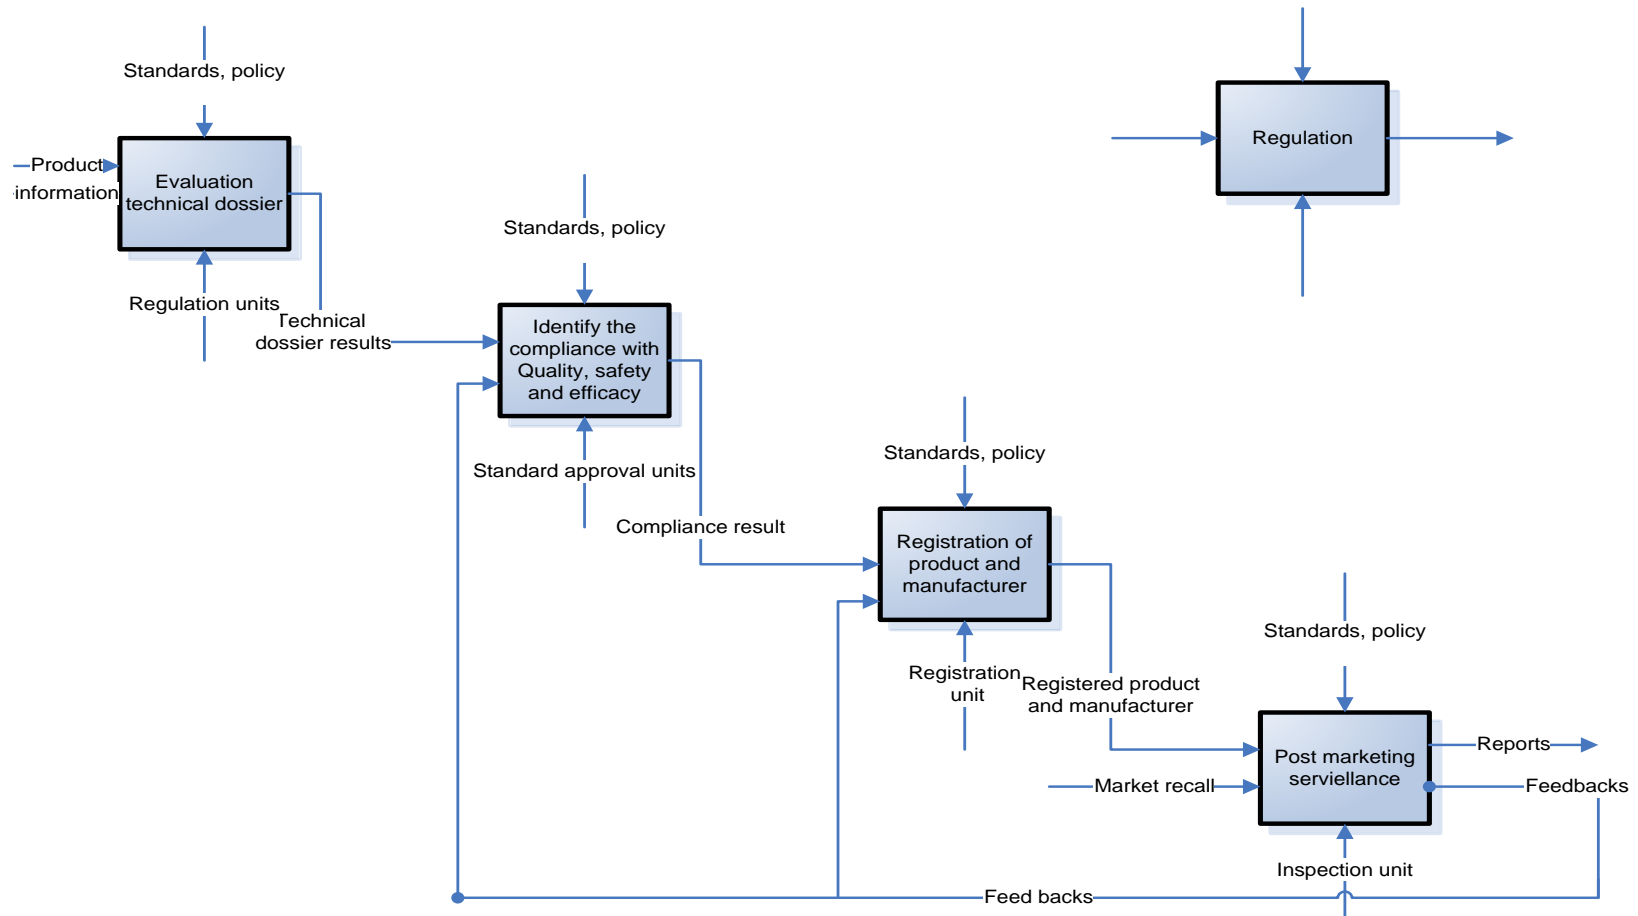 Standards, policy
Regulation
Product
information
Evaluation
technical dossier
Standards, policy
Regulation units
Technical
dossier results
Identify the
compliance with
Quality, safety
and efficacy
Standards, policy
Standard approval units
Compliance result
Registration of
product and
manufacturer
Standards, policy
Registration
unit
Registered product
and manufacturer
Post marketing
serviellance
Reports
Market recall
Feedbacks
Inspection unit
Feed backs